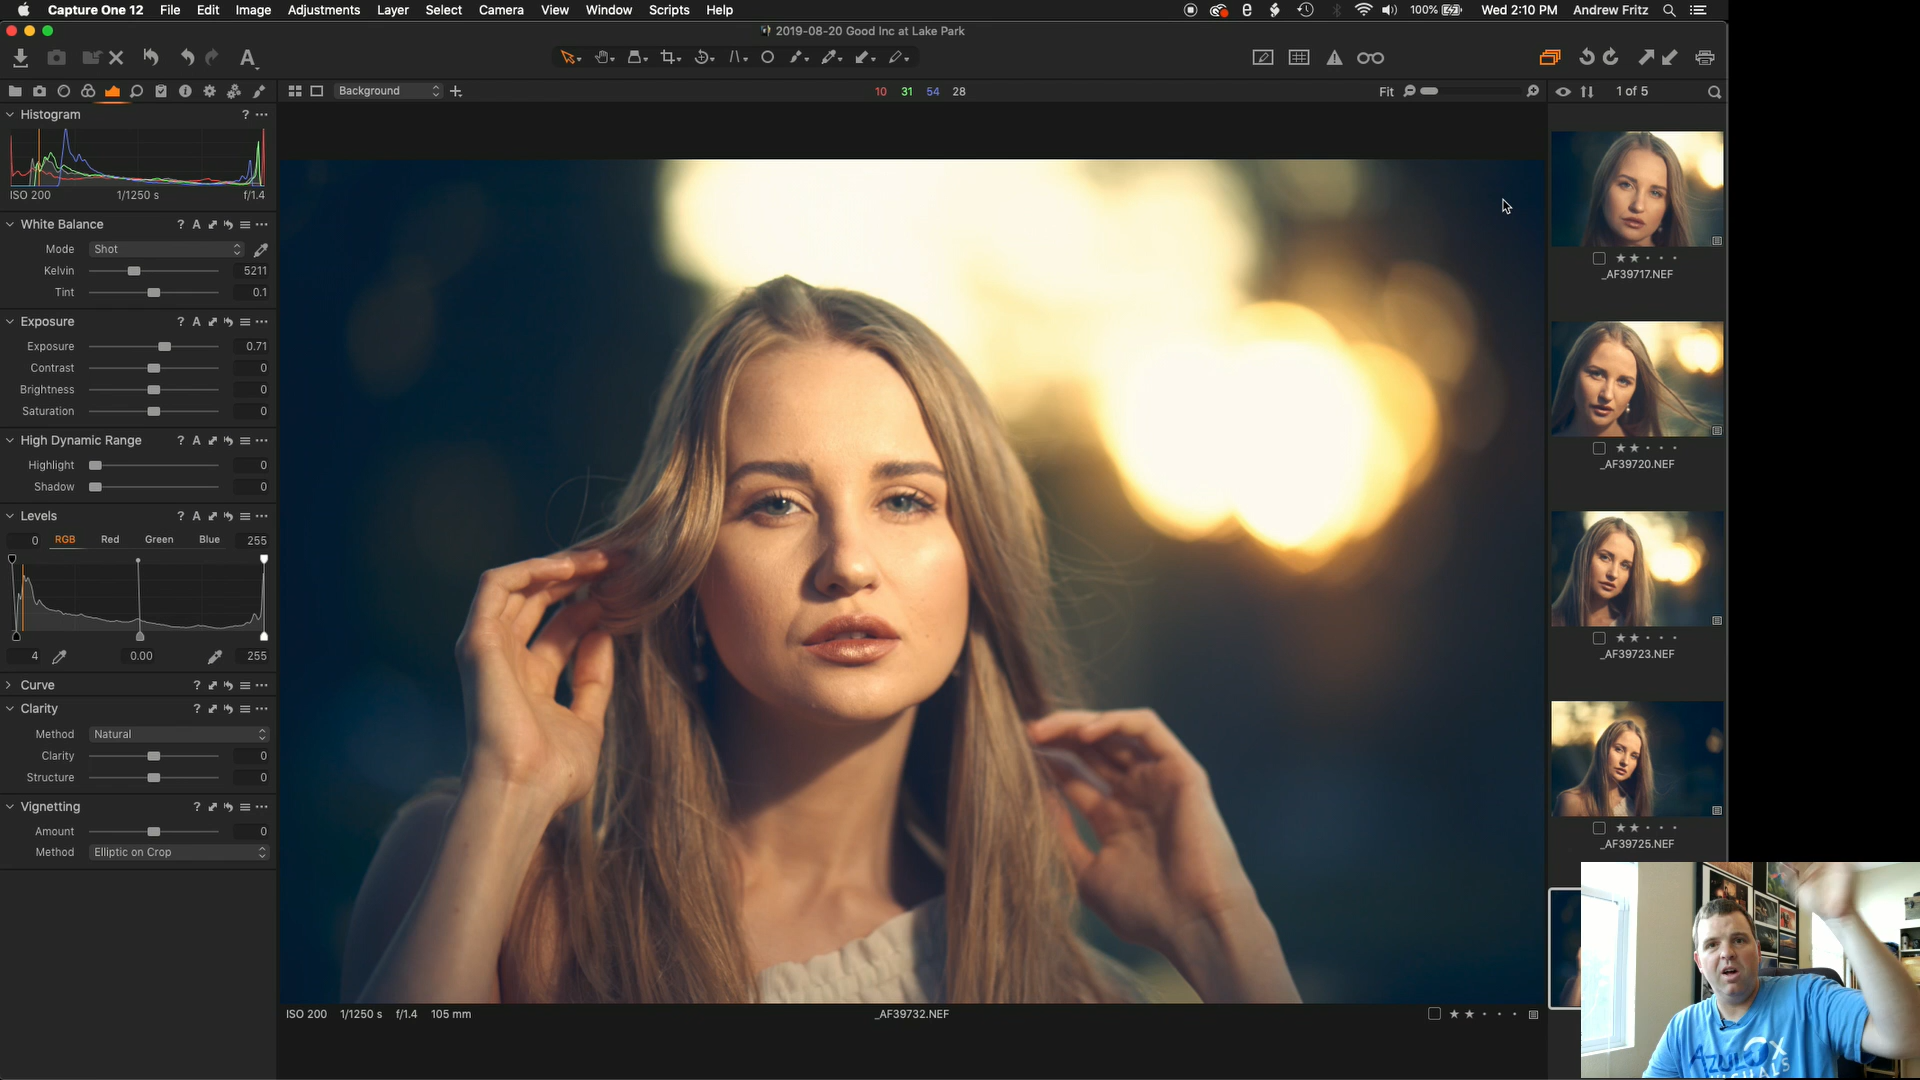 Capture One 12 File Edit Image Adjustments Layer Select Camera View Window Scripts Help 100% Wed 2:10 PM Andrew Fritz
2019-08-20 Good Inc at Lake Park
Background 10 31 54 28 Fit 1 of 5
Histogram ?
ISO 200 1/1250 s f/1.4
White Balance ? A
Mode Shot
Kelvin 5211
Tint 0.1
Exposure ? A
Exposure 0.71
Contrast 0
Brightness 0
Saturation 0
High Dynamic Range ? A
Highlight 0
Shadow 0
Levels ? A
0 RGB Red Green Blue 255
4 0.00 255
Curve ?
Clarity ?
Method Natural
Clarity 0
Structure 0
Vignetting ?
Amount 0
Method Elliptic on Crop
ISO 200 1/1250 s f/1.4 105 mm _AF39732.NEF
_AF39717.NEF
_AF39720.NEF
_AF39723.NEF
_AF39725.NEF